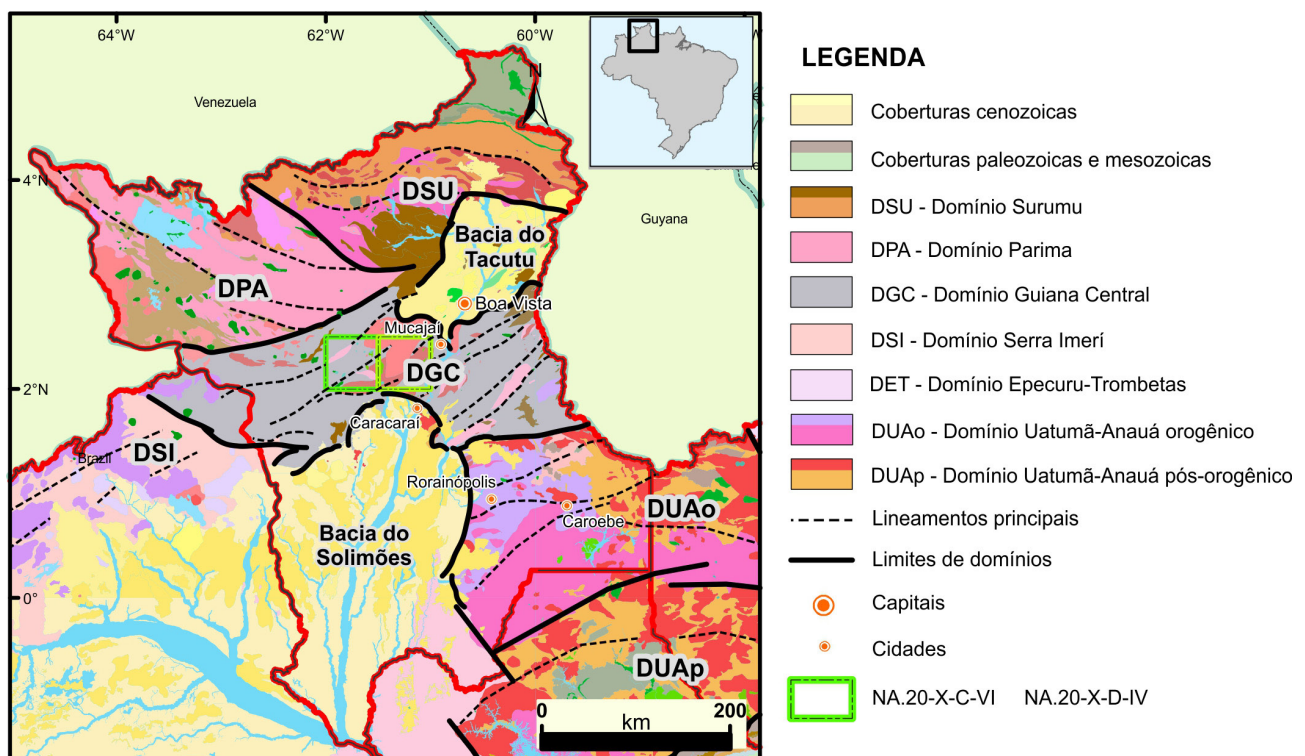 64°W
62°W
60°W
W
N
Venezuela
4°N
DSU
Guyana
Bacia do
Tacutu
DPA
Boa Vista
Mucajaí
DGC
2°N
Caracaraí
DSI
Brazil
Rorainópolis
DUAo
Caroebe
Bacia do
Solimões
0°
DUAp
0
200
km
LEGENDA
Coberturas cenozoicas
Coberturas paleozoicas e mesozoicas
DSU - Domínio Surumu
DPA - Domínio Parima
DGC - Domínio Guiana Central
DSI - Domínio Serra Imerí
DET - Domínio Epecuru-Trombetas
DUAo - Domínio Uatumã-Anauá orogênico
DUAp - Domínio Uatumã-Anauá pós-orogênico
Lineamentos principais
Limites de domínios
Capitais
Cidades
NA.20-X-C-VI NA.20-X-D-IV